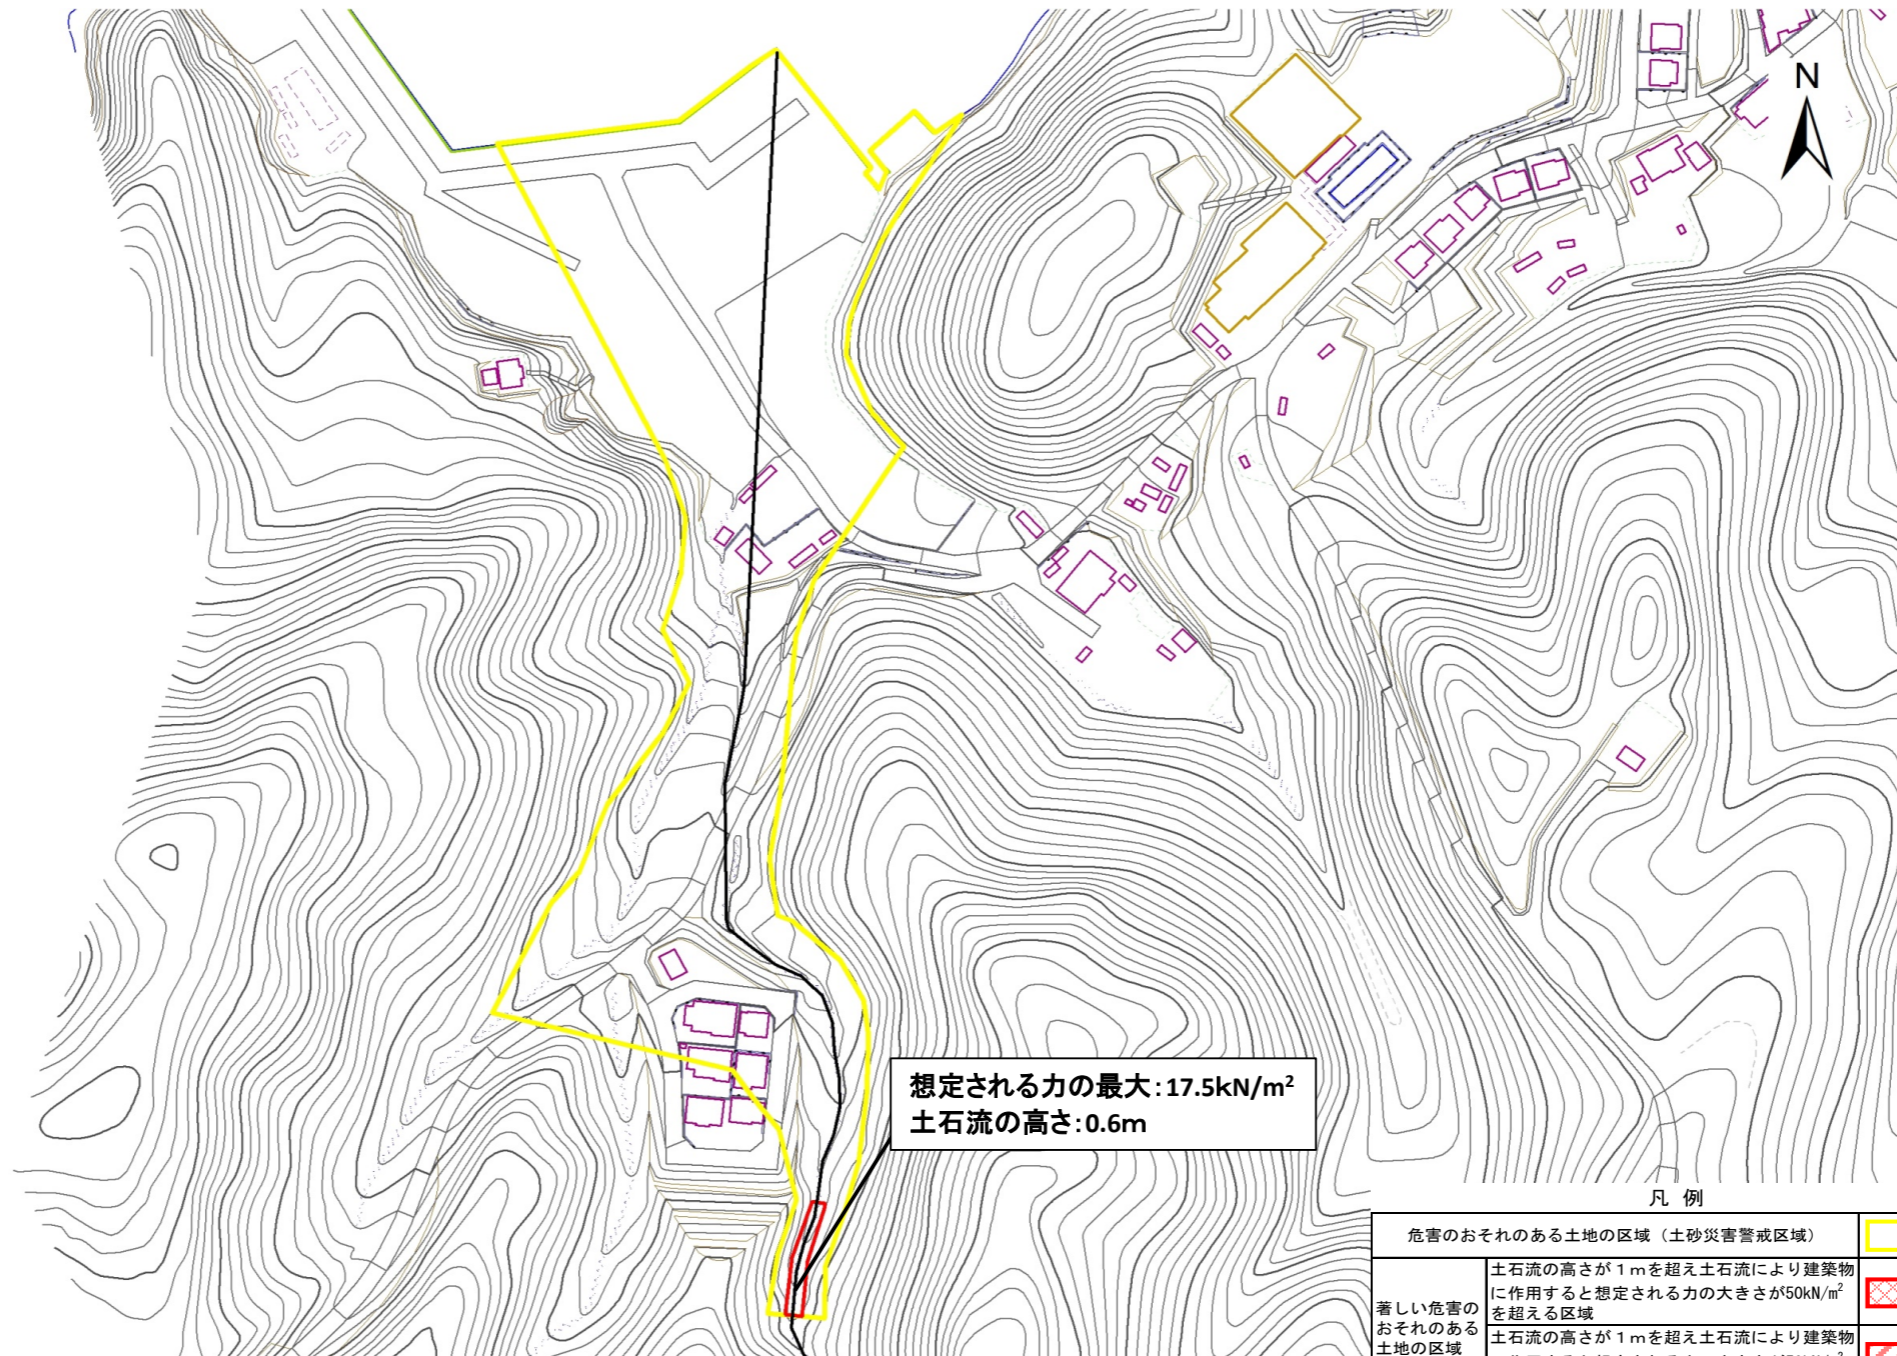 N
想定される力の最大:17.5kN/m²
土石流の高さ:0.6m
凡 例
危害のおそれのある土地の区域（土砂災害警戒区域）
著しい危害の
おそれのある
土地の区域
土石流の高さが１ｍを超え土石流により建築物
に作用すると想定される力の大きさが50kN/㎡
を超える区域
土石流の高さが１ｍを超え土石流により建築物